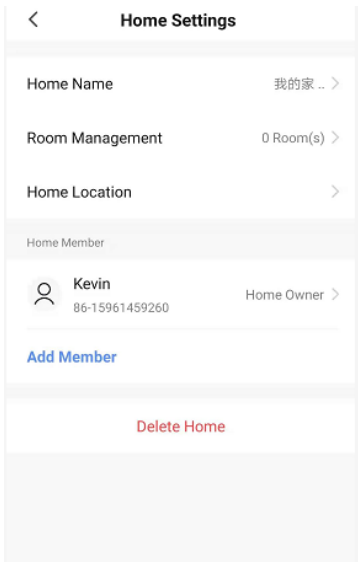 Home Settings
Home Name 我的家 ..
Room Management 0 Room(s)
Home Location
Home Member
Kevin
86-15961459260 Home Owner
Add Member
Delete Home